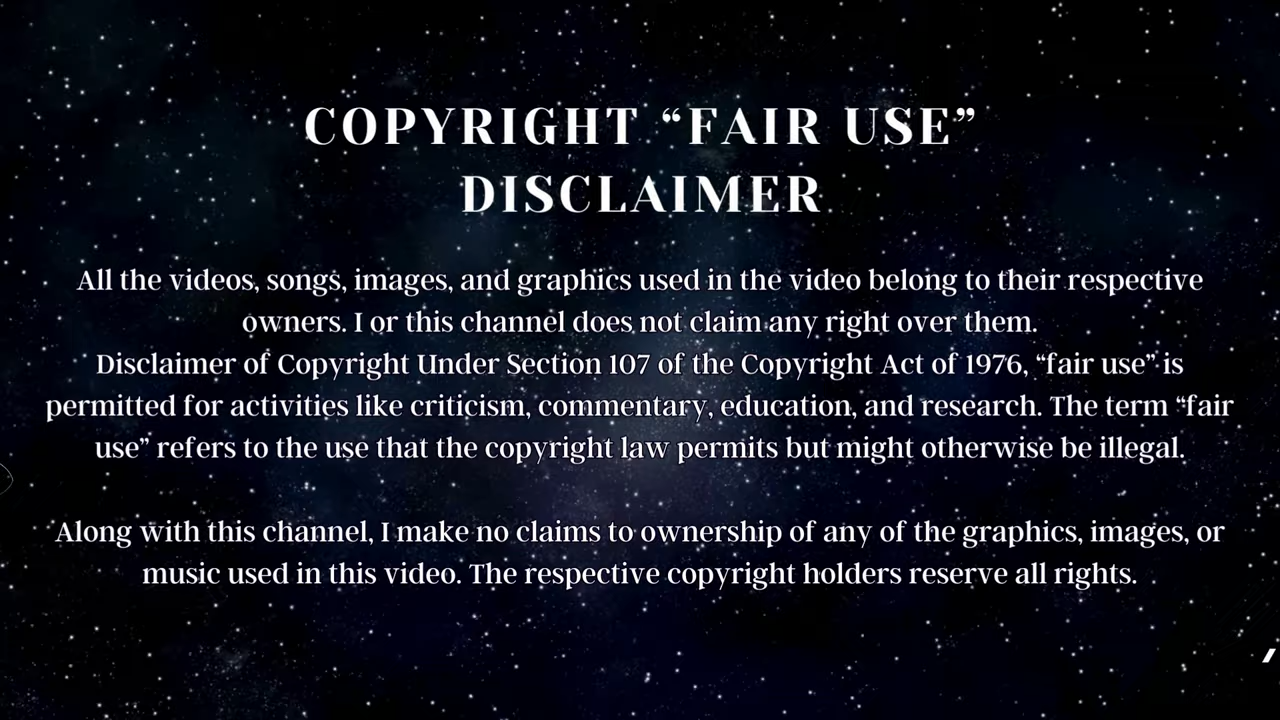 COPYRIGHT “FAIR USE”
DISCLAIMER
All the videos, songs, images, and graphics used in the video belong to their respective
owners. I or this channel does not claim any right over them.
Disclaimer of Copyright Under Section 107 of the Copyright Act of 1976, “fair use” is
permitted for activities like criticism, commentary, education, and research. The term “fair
use” refers to the use that the copyright law permits but might otherwise be illegal.
Along with this channel, I make no claims to ownership of any of the graphics, images, or
music used in this video. The respective copyright holders reserve all rights.